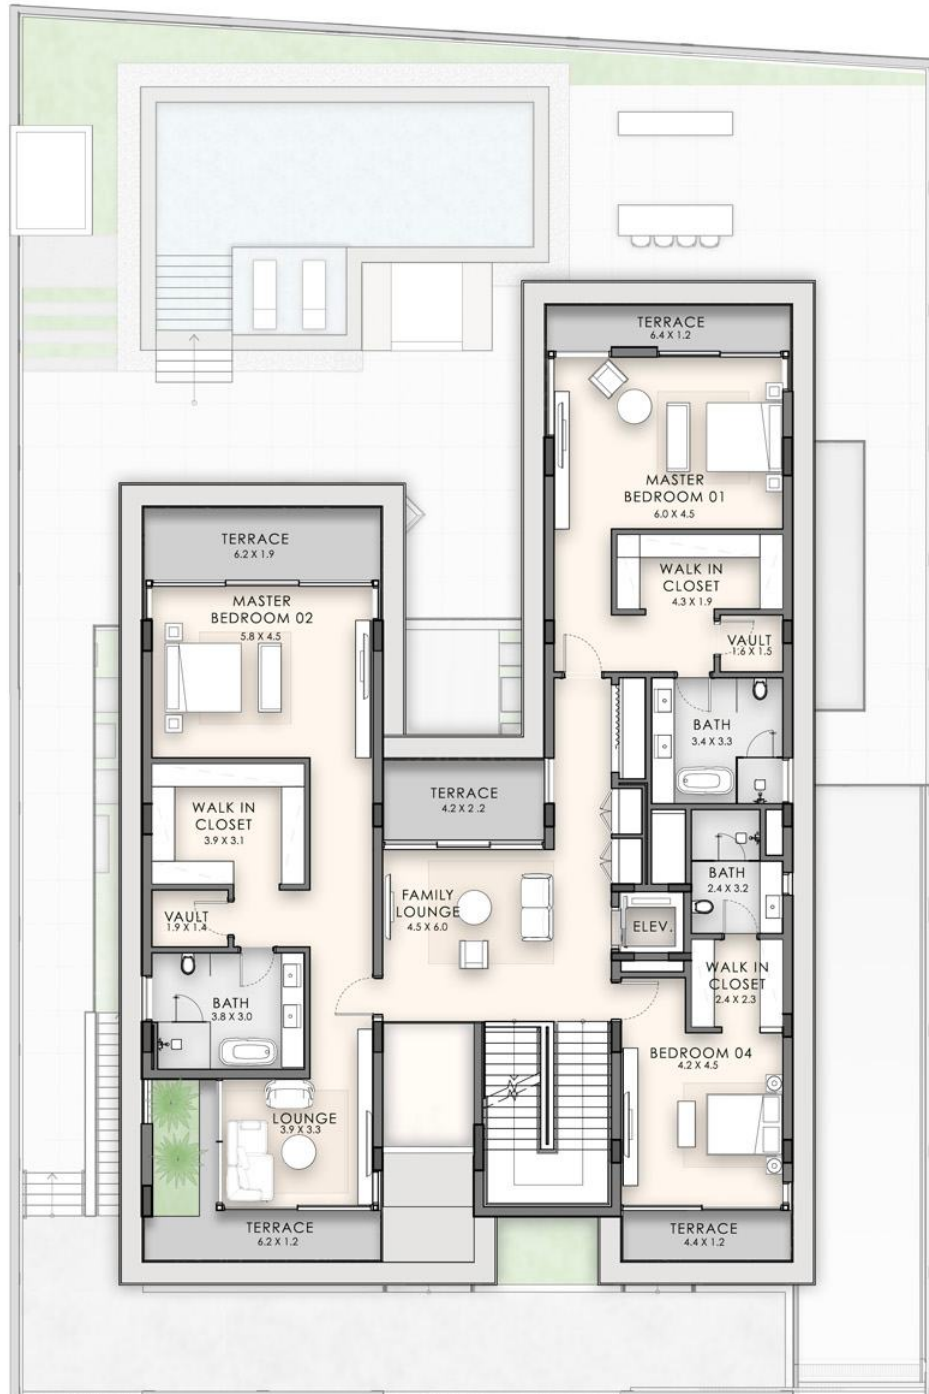 TERRACE
6.4 X 1.2
MASTER
BEDROOM 01
6.0 X 4.5
TERRACE
6.2 X 1.9
WALK IN
CLOSET
4.3 X 1.9
MASTER
BEDROOM 02
5.8 X 4.5
VAULT
1.6 X 1.5
BATH
3.4 X 3.3
TERRACE
4.2 X 2.2
WALK IN
CLOSET
3.9 X 3.1
BATH
2.4 X 3.2
FAMILY
LOUNGE
4.5 X 6.0
VAULT
1.9 X 1.4
ELEV.
WALK IN
CLOSET
2.4 X 2.3
BATH
3.8 X 3.0
BEDROOM 04
4.2 X 4.5
LOUNGE
3.9 X 3.3
TERRACE
6.2 X 1.2
TERRACE
4.4 X 1.2